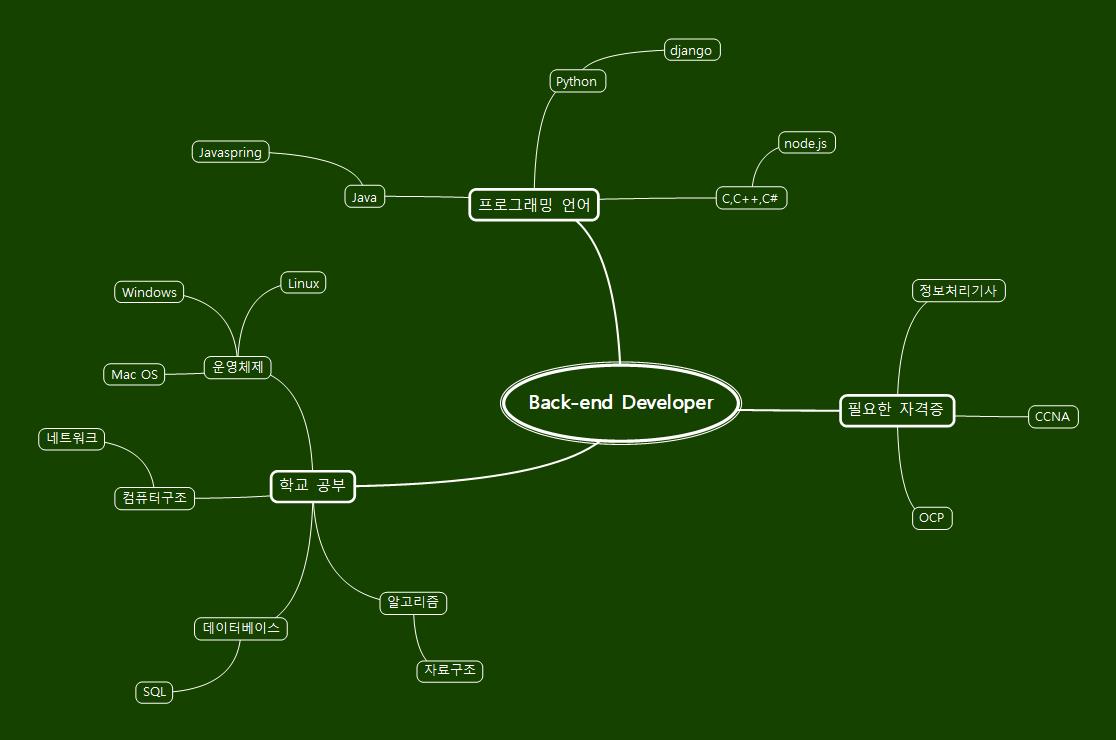 django
Python
node.js
Javaspring
Java
프로그래밍 언어
C,C++,C#
Linux
Windows
정보처리기사
운영체제
Mac OS
Back-end Developer
필요한 자격증
CCNA
네트워크
학교 공부
컴퓨터구조
OCP
알고리즘
데이터베이스
자료구조
SQL